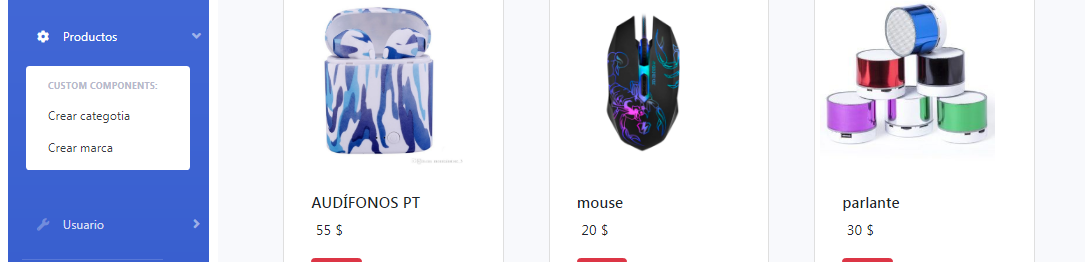 Productos
CUSTOM COMPONENTS:
Crear categotia
Crear marca
Usuario
AUDÍFONOS PT
55 $
mouse
20 $
parlante
30 $